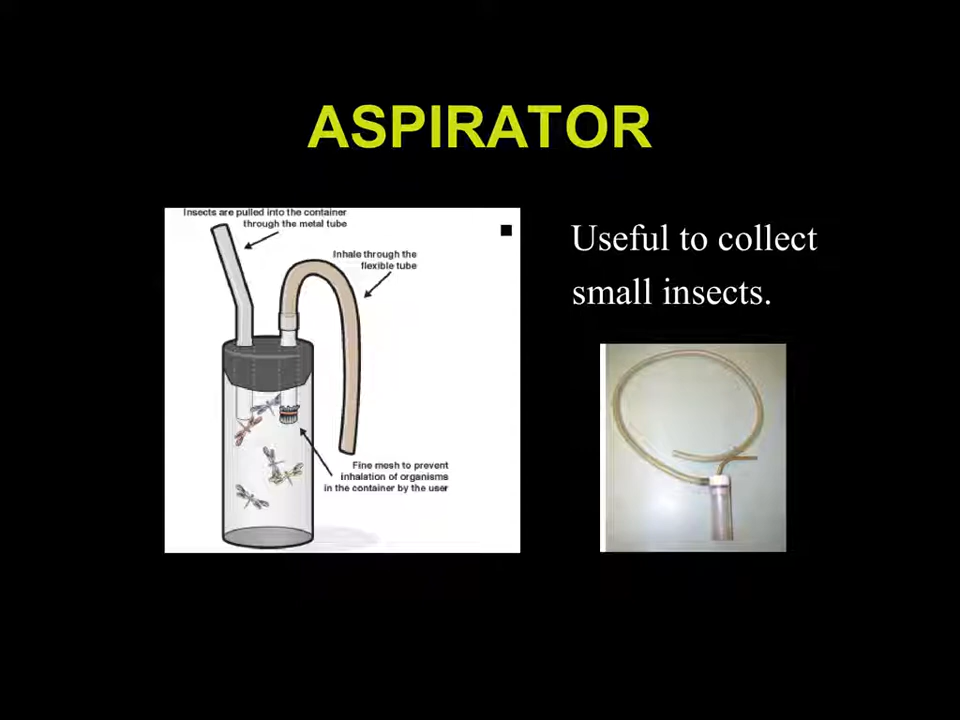 ASPIRATOR
Insects are pulled into the container
through the metal tube
Inhale through the
flexible tube
Fine mesh to prevent
inhalation of organisms
in the container by the user
Useful to collect
small insects.